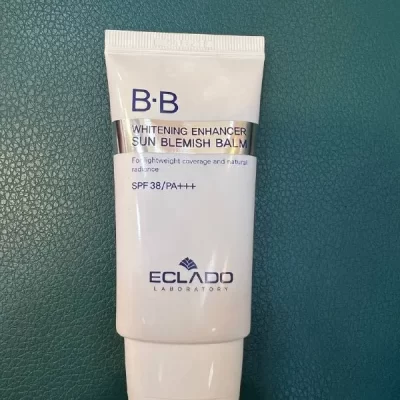 B·B
WHITENING ENHANCER
SUN BLEMISH BALM
For lightweight coverage and natural
radiance
SPF 38/PA+++
ECLADO
LABORATORY